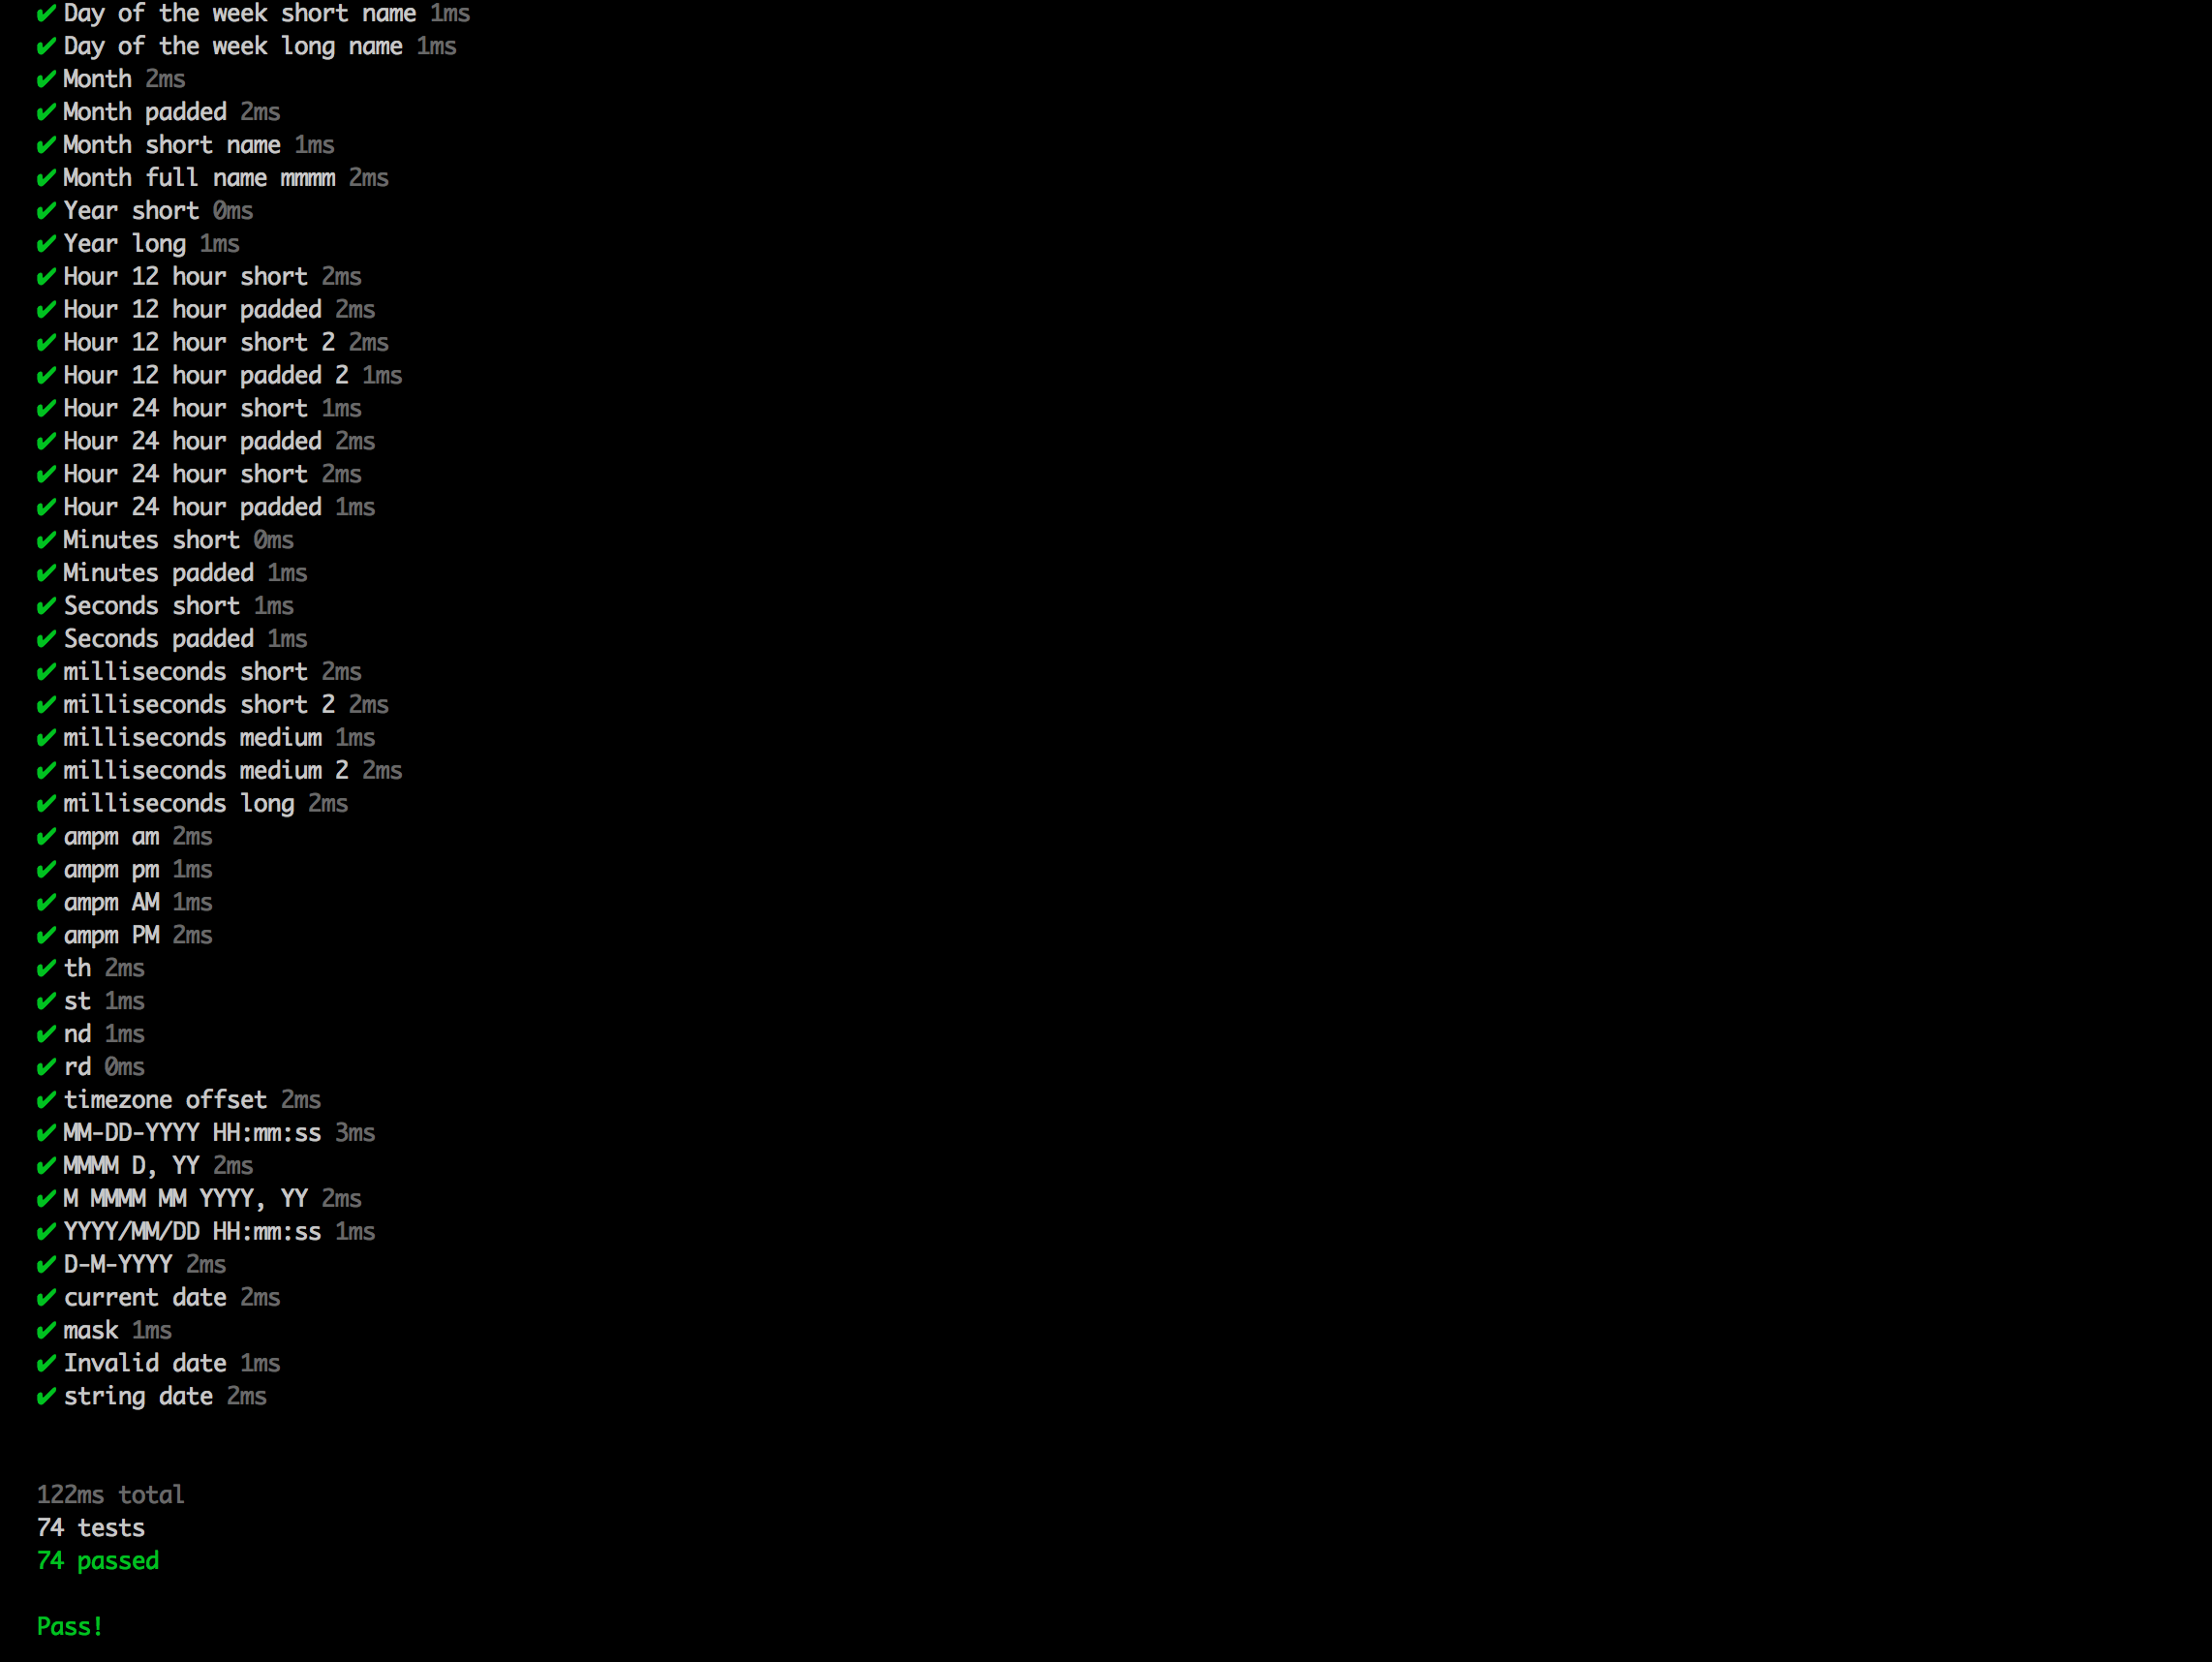 ✔ Day of the week short name 1ms
✔ Day of the week long name 1ms
✔ Month 2ms
✔ Month padded 2ms
✔ Month short name 1ms
✔ Month full name mmmm 2ms
✔ Year short 0ms
✔ Year long 1ms
✔ Hour 12 hour short 2ms
✔ Hour 12 hour padded 2ms
✔ Hour 12 hour short 2 2ms
✔ Hour 12 hour padded 2 1ms
✔ Hour 24 hour short 1ms
✔ Hour 24 hour padded 2ms
✔ Hour 24 hour short 2ms
✔ Hour 24 hour padded 1ms
✔ Minutes short 0ms
✔ Minutes padded 1ms
✔ Seconds short 1ms
✔ Seconds padded 1ms
✔ milliseconds short 2ms
✔ milliseconds short 2 2ms
✔ milliseconds medium 1ms
✔ milliseconds medium 2 2ms
✔ milliseconds long 2ms
✔ ampm am 2ms
✔ ampm pm 1ms
✔ ampm AM 1ms
✔ ampm PM 2ms
✔ th 2ms
✔ st 1ms
✔ nd 1ms
✔ rd 0ms
✔ timezone offset 2ms
✔ MM-DD-YYYY HH:mm:ss 3ms
✔ MMMM D, YY 2ms
✔ M MMMM MM YYYY, YY 2ms
✔ YYYY/MM/DD HH:mm:ss 1ms
✔ D-M-YYYY 2ms
✔ current date 2ms
✔ mask 1ms
✔ Invalid date 1ms
✔ string date 2ms
122ms total
74 tests
74 passed
Pass!